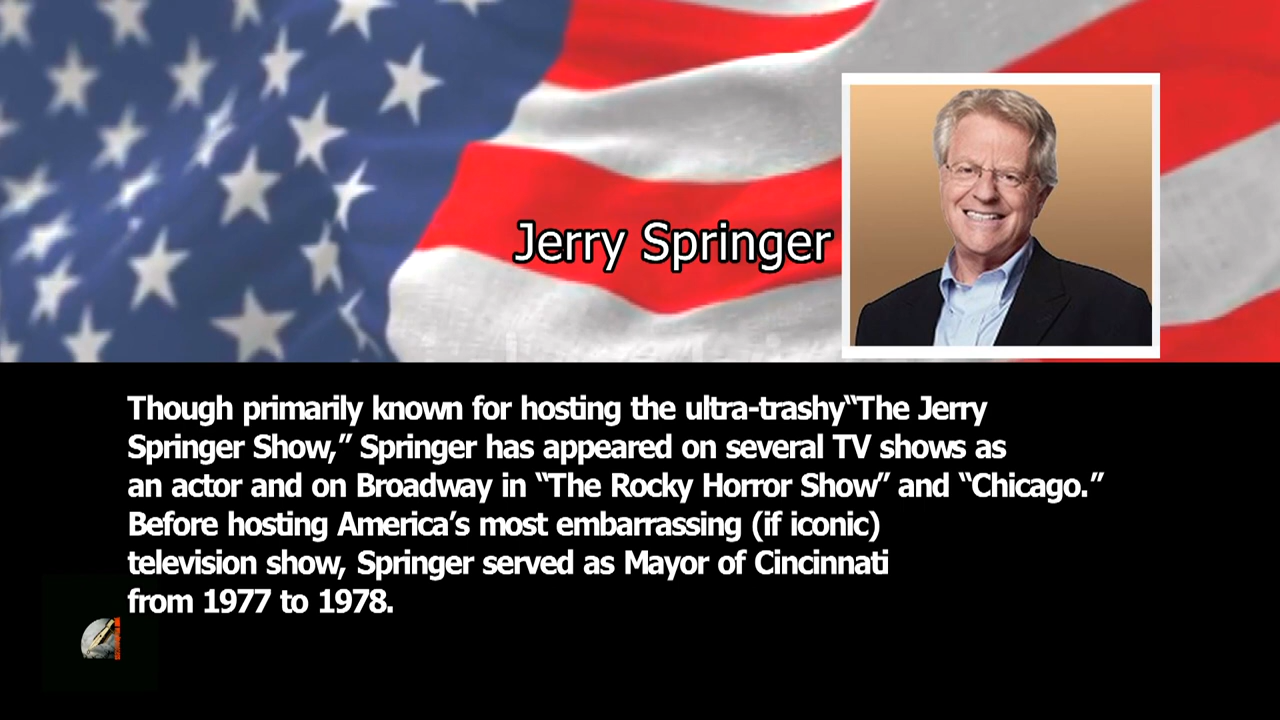 Jerry Springer
Though primarily known for hosting the ultra-trashy“The Jerry
Springer Show,” Springer has appeared on several TV shows as
an actor and on Broadway in “The Rocky Horror Show” and “Chicago.”
Before hosting America’s most embarrassing (if iconic)
television show, Springer served as Mayor of Cincinnati
from 1977 to 1978.